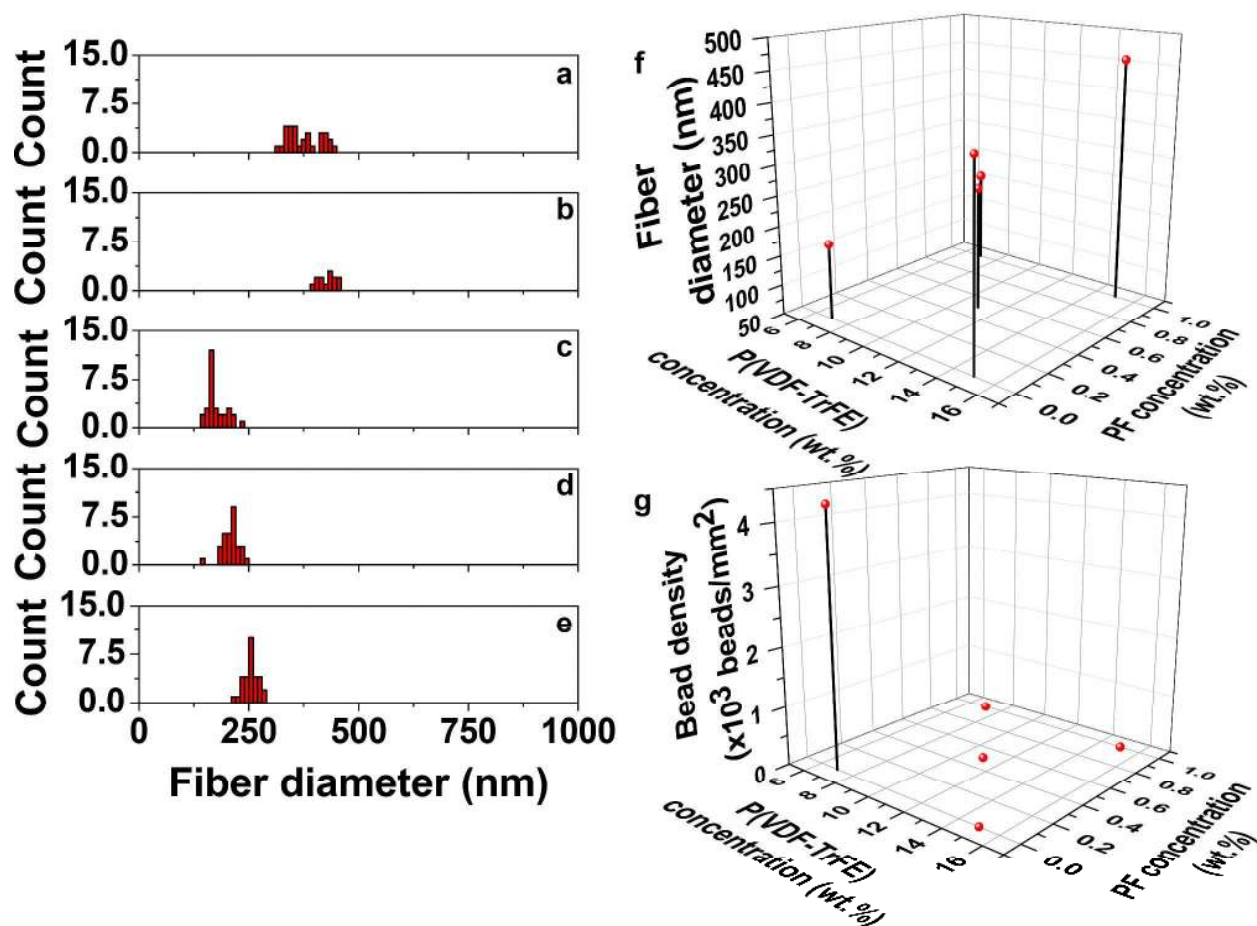 15.0
7.5
0.0
Count
a
15.0
7.5
0.0
Count
b
15.0
7.5
0.0
Count
c
15.0
7.5
0.0
Count
d
15.0
7.5
0.0
Count
e
0 250 500 750 1000
Fiber diameter (nm)
f
500
450
400
350
300
250
200
150
100
50
Fiber
diameter (nm)
6 8 10 12 14 16
P(VDF-TrFE)
concentration (wt.%)
0.0 0.2 0.4 0.6 0.8 1.0
PF concentration
(wt.%)
g
4
3
2
1
0
Bead density
(x10³ beads/mm²)
6 8 10 12 14 16
P(VDF-TrFE)
concentration (wt.%)
0.0 0.2 0.4 0.6 0.8 1.0
PF concentration
(wt.%)